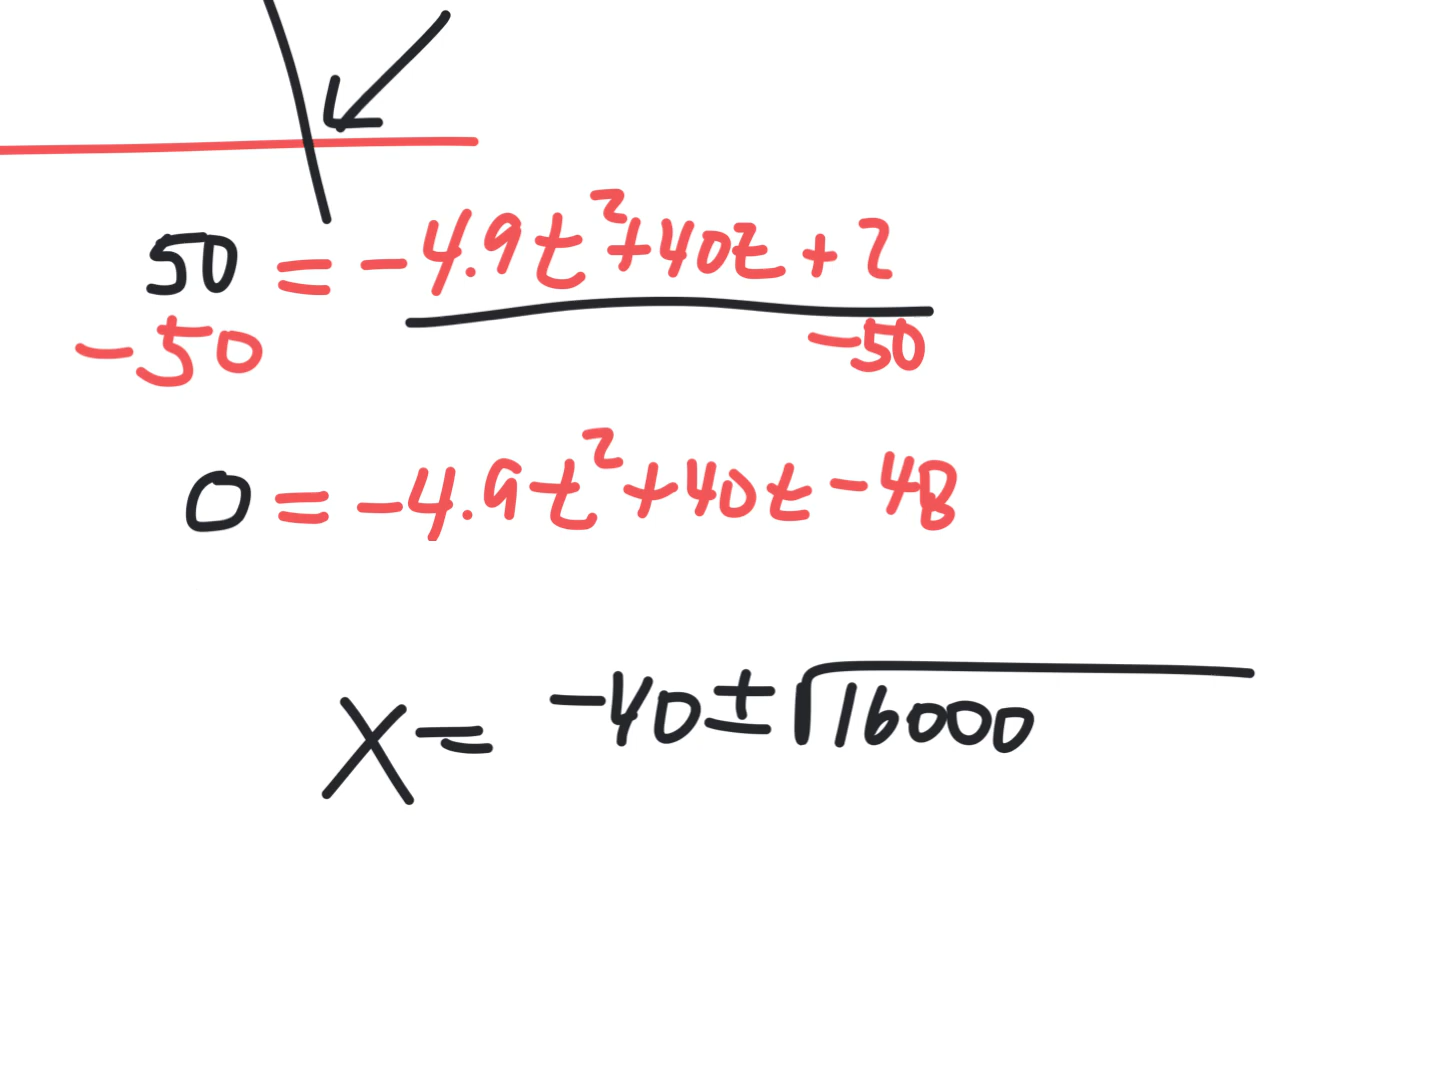 50 = -4.9t²+40t + 2
-50 -50
0 = -4.9t²+40t-48
X= -40±√16000